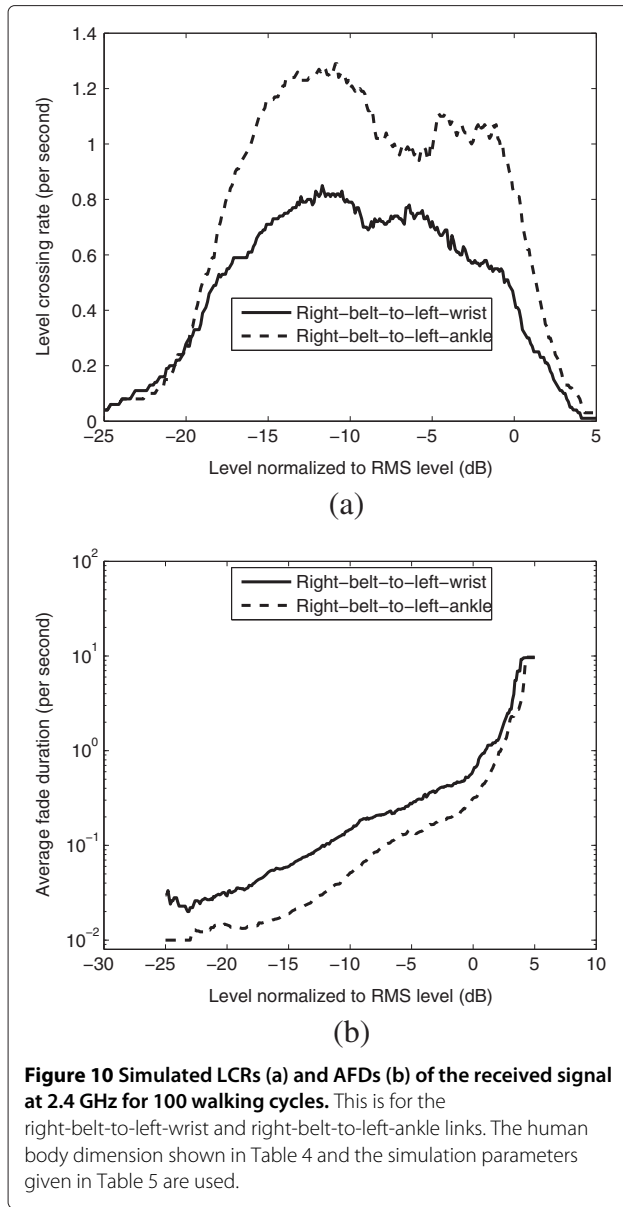 1.4
1.2
1
0.8
0.6
0.4
0.2
0
Level crossing rate (per second)
Right−belt−to−left−wrist
Right−belt−to−left−ankle
−25 −20 −15 −10 −5 0 5
Level normalized to RMS level (dB)
(a)
10^2
10^1
10^0
10^−1
10^−2
Average fade duration (per second)
Right−belt−to−left−wrist
Right−belt−to−left−ankle
−30 −25 −20 −15 −10 −5 0 5 10
Level normalized to RMS level (dB)
(b)
Figure 10 Simulated LCRs (a) and AFDs (b) of the received signal
at 2.4 GHz for 100 walking cycles. This is for the
right-belt-to-left-wrist and right-belt-to-left-ankle links. The human
body dimension shown in Table 4 and the simulation parameters
given in Table 5 are used.